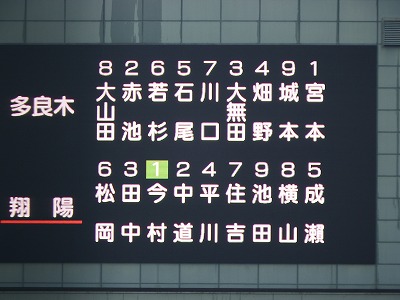 多良木
8 2 6 5 7 3 4 9 1
大山田
赤池
若杉
石尾
川口
大無田
畑野
城本
宮本
翔陽
6 3 1 2 4 7 9 8 5
松岡
田中
今村
中道
平川
住吉
池田
横山
成瀬